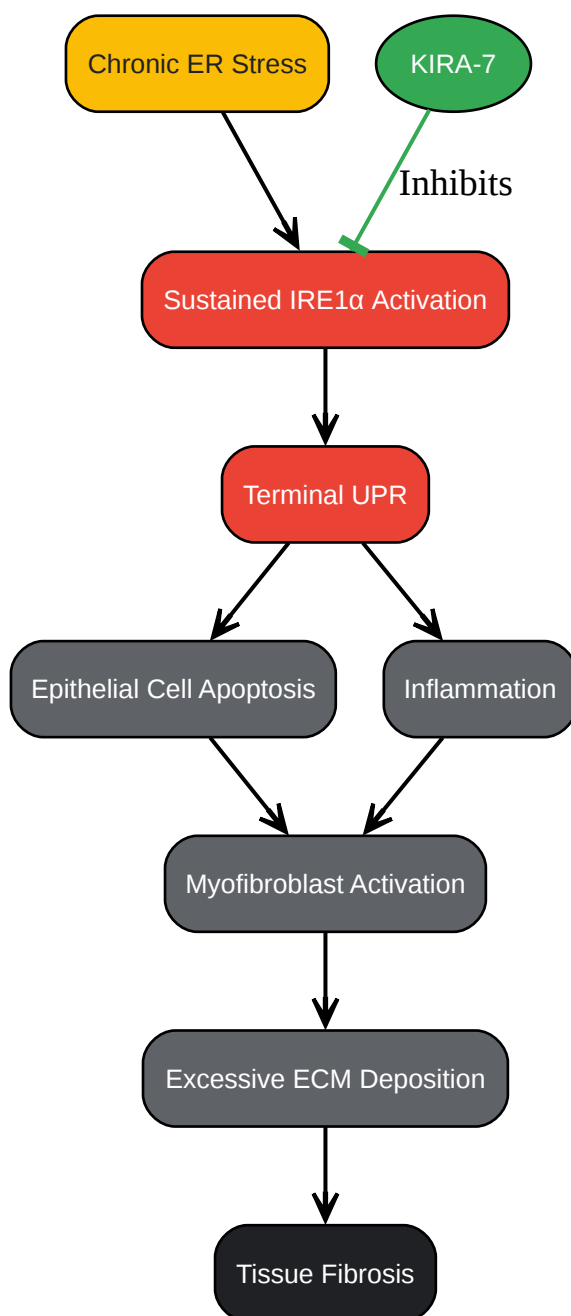 Chronic ER Stress
KIRA-7
Inhibits
Sustained IRE1α Activation
Terminal UPR
Epithelial Cell Apoptosis
Inflammation
Myofibroblast Activation
Excessive ECM Deposition
Tissue Fibrosis